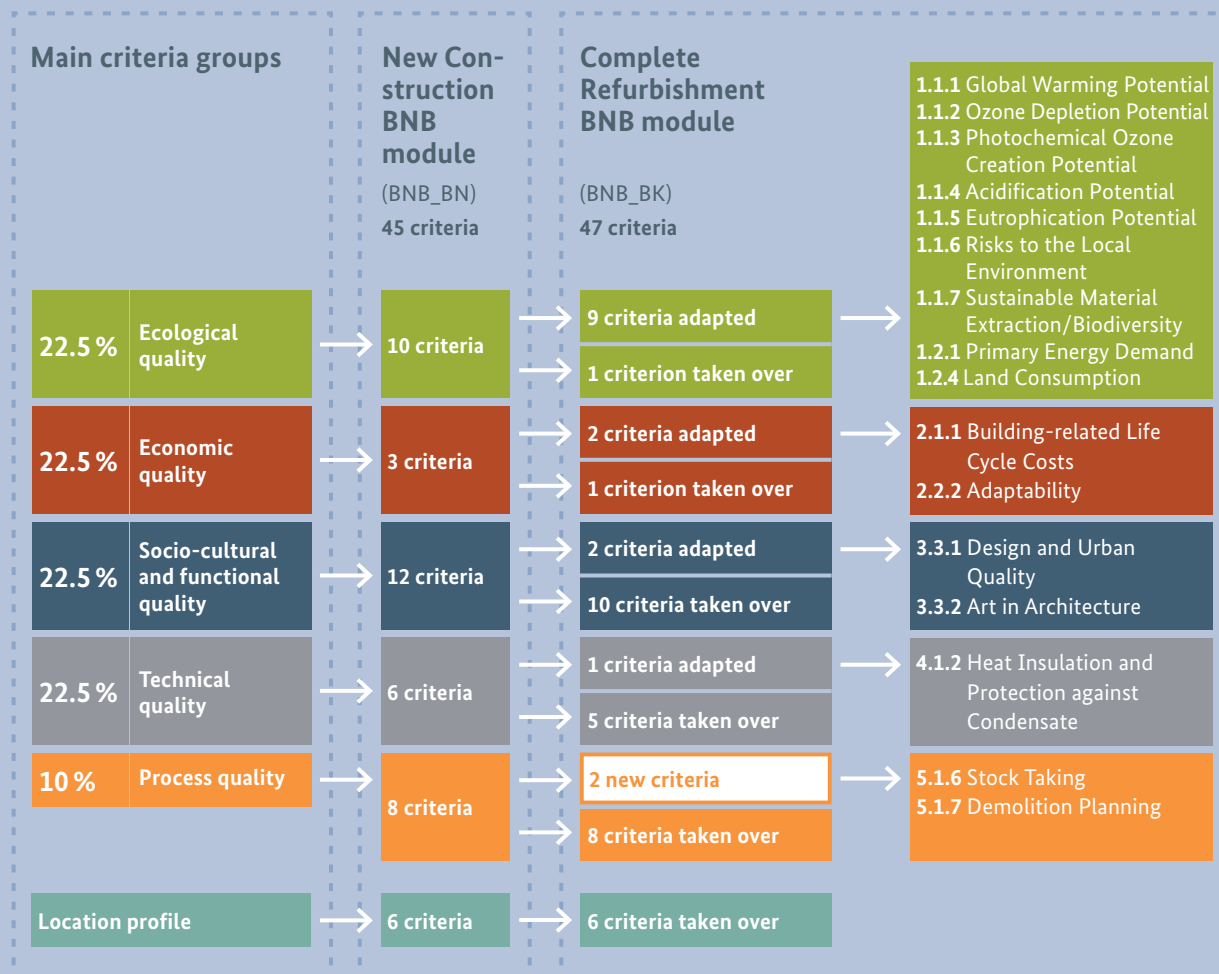 Main criteria groups
New Con-
struction
BNB
module
(BNB_BN)
45 criteria
Complete
Refurbishment
BNB module
(BNB_BK)
47 criteria
22.5 %
Ecological
quality
10 criteria
9 criteria adapted
1 criterion taken over
1.1.1 Global Warming Potential
1.1.2 Ozone Depletion Potential
1.1.3 Photochemical Ozone
Creation Potential
1.1.4 Acidification Potential
1.1.5 Eutrophication Potential
1.1.6 Risks to the Local
Environment
1.1.7 Sustainable Material
Extraction/Biodiversity
1.2.1 Primary Energy Demand
1.2.4 Land Consumption
22.5 %
Economic
quality
3 criteria
2 criteria adapted
1 criterion taken over
2.1.1 Building-related Life
Cycle Costs
2.2.2 Adaptability
22.5 %
Socio-cultural
and functional
quality
12 criteria
2 criteria adapted
10 criteria taken over
3.3.1 Design and Urban
Quality
3.3.2 Art in Architecture
22.5 %
Technical
quality
6 criteria
1 criteria adapted
5 criteria taken over
4.1.2 Heat Insulation and
Protection against
Condensate
10 %
Process quality
8 criteria
2 new criteria
8 criteria taken over
5.1.6 Stock Taking
5.1.7 Demolition Planning
Location profile
6 criteria
6 criteria taken over